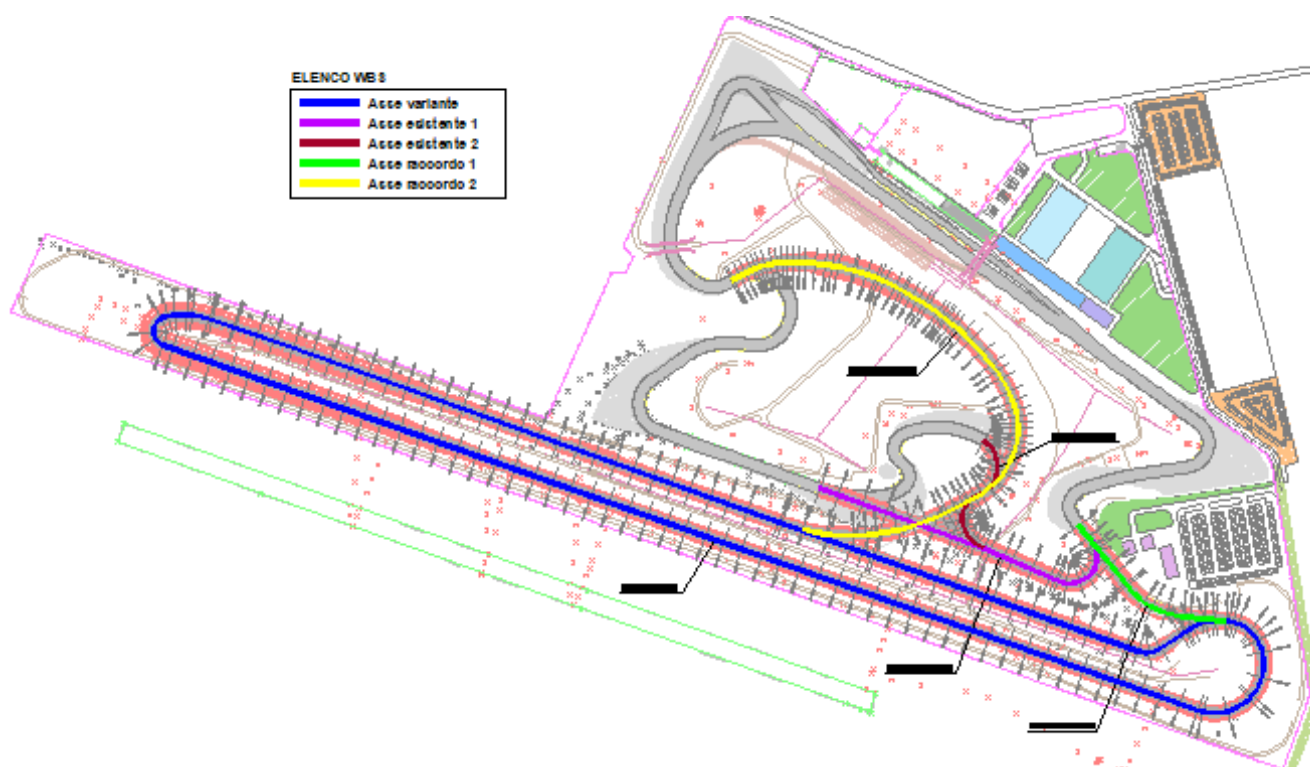 ELENCO WBS
Asse variante
Asse esistente 1
Asse esistente 2
Asse raccordo 1
Asse raccordo 2